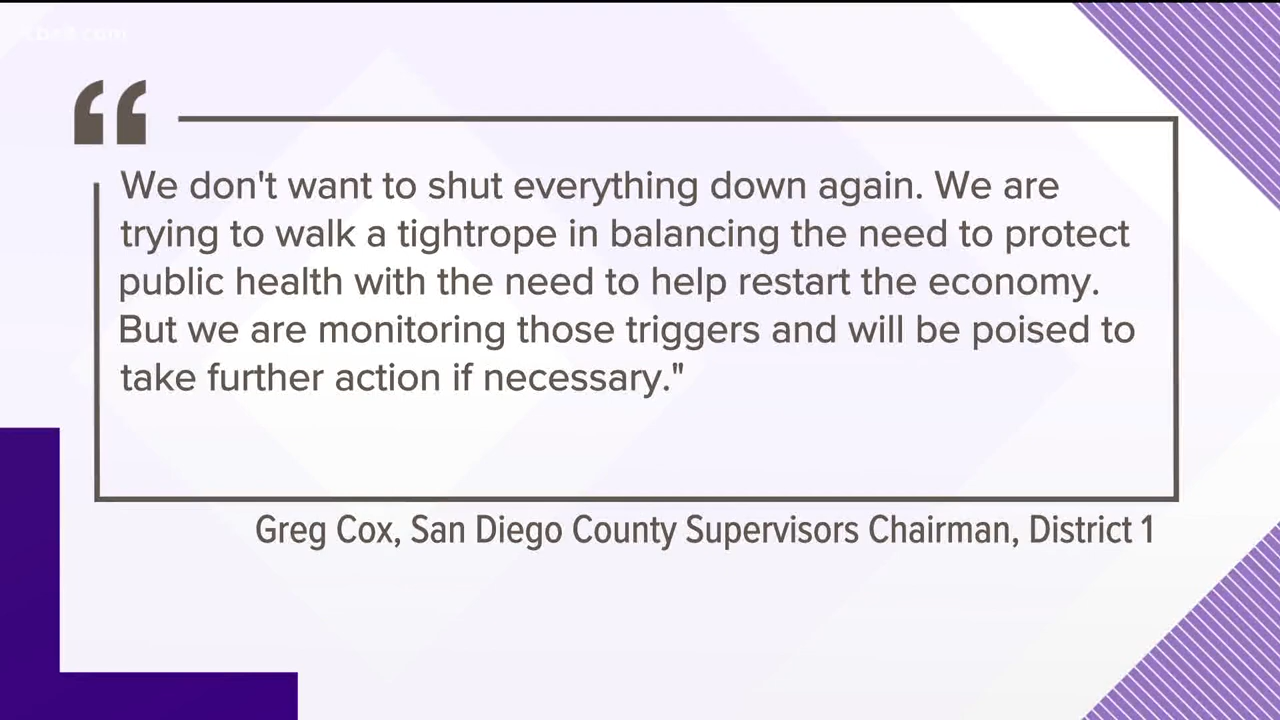 “
We don't want to shut everything down again. We are
trying to walk a tightrope in balancing the need to protect
public health with the need to help restart the economy.
But we are monitoring those triggers and will be poised to
take further action if necessary."
Greg Cox, San Diego County Supervisors Chairman, District 1